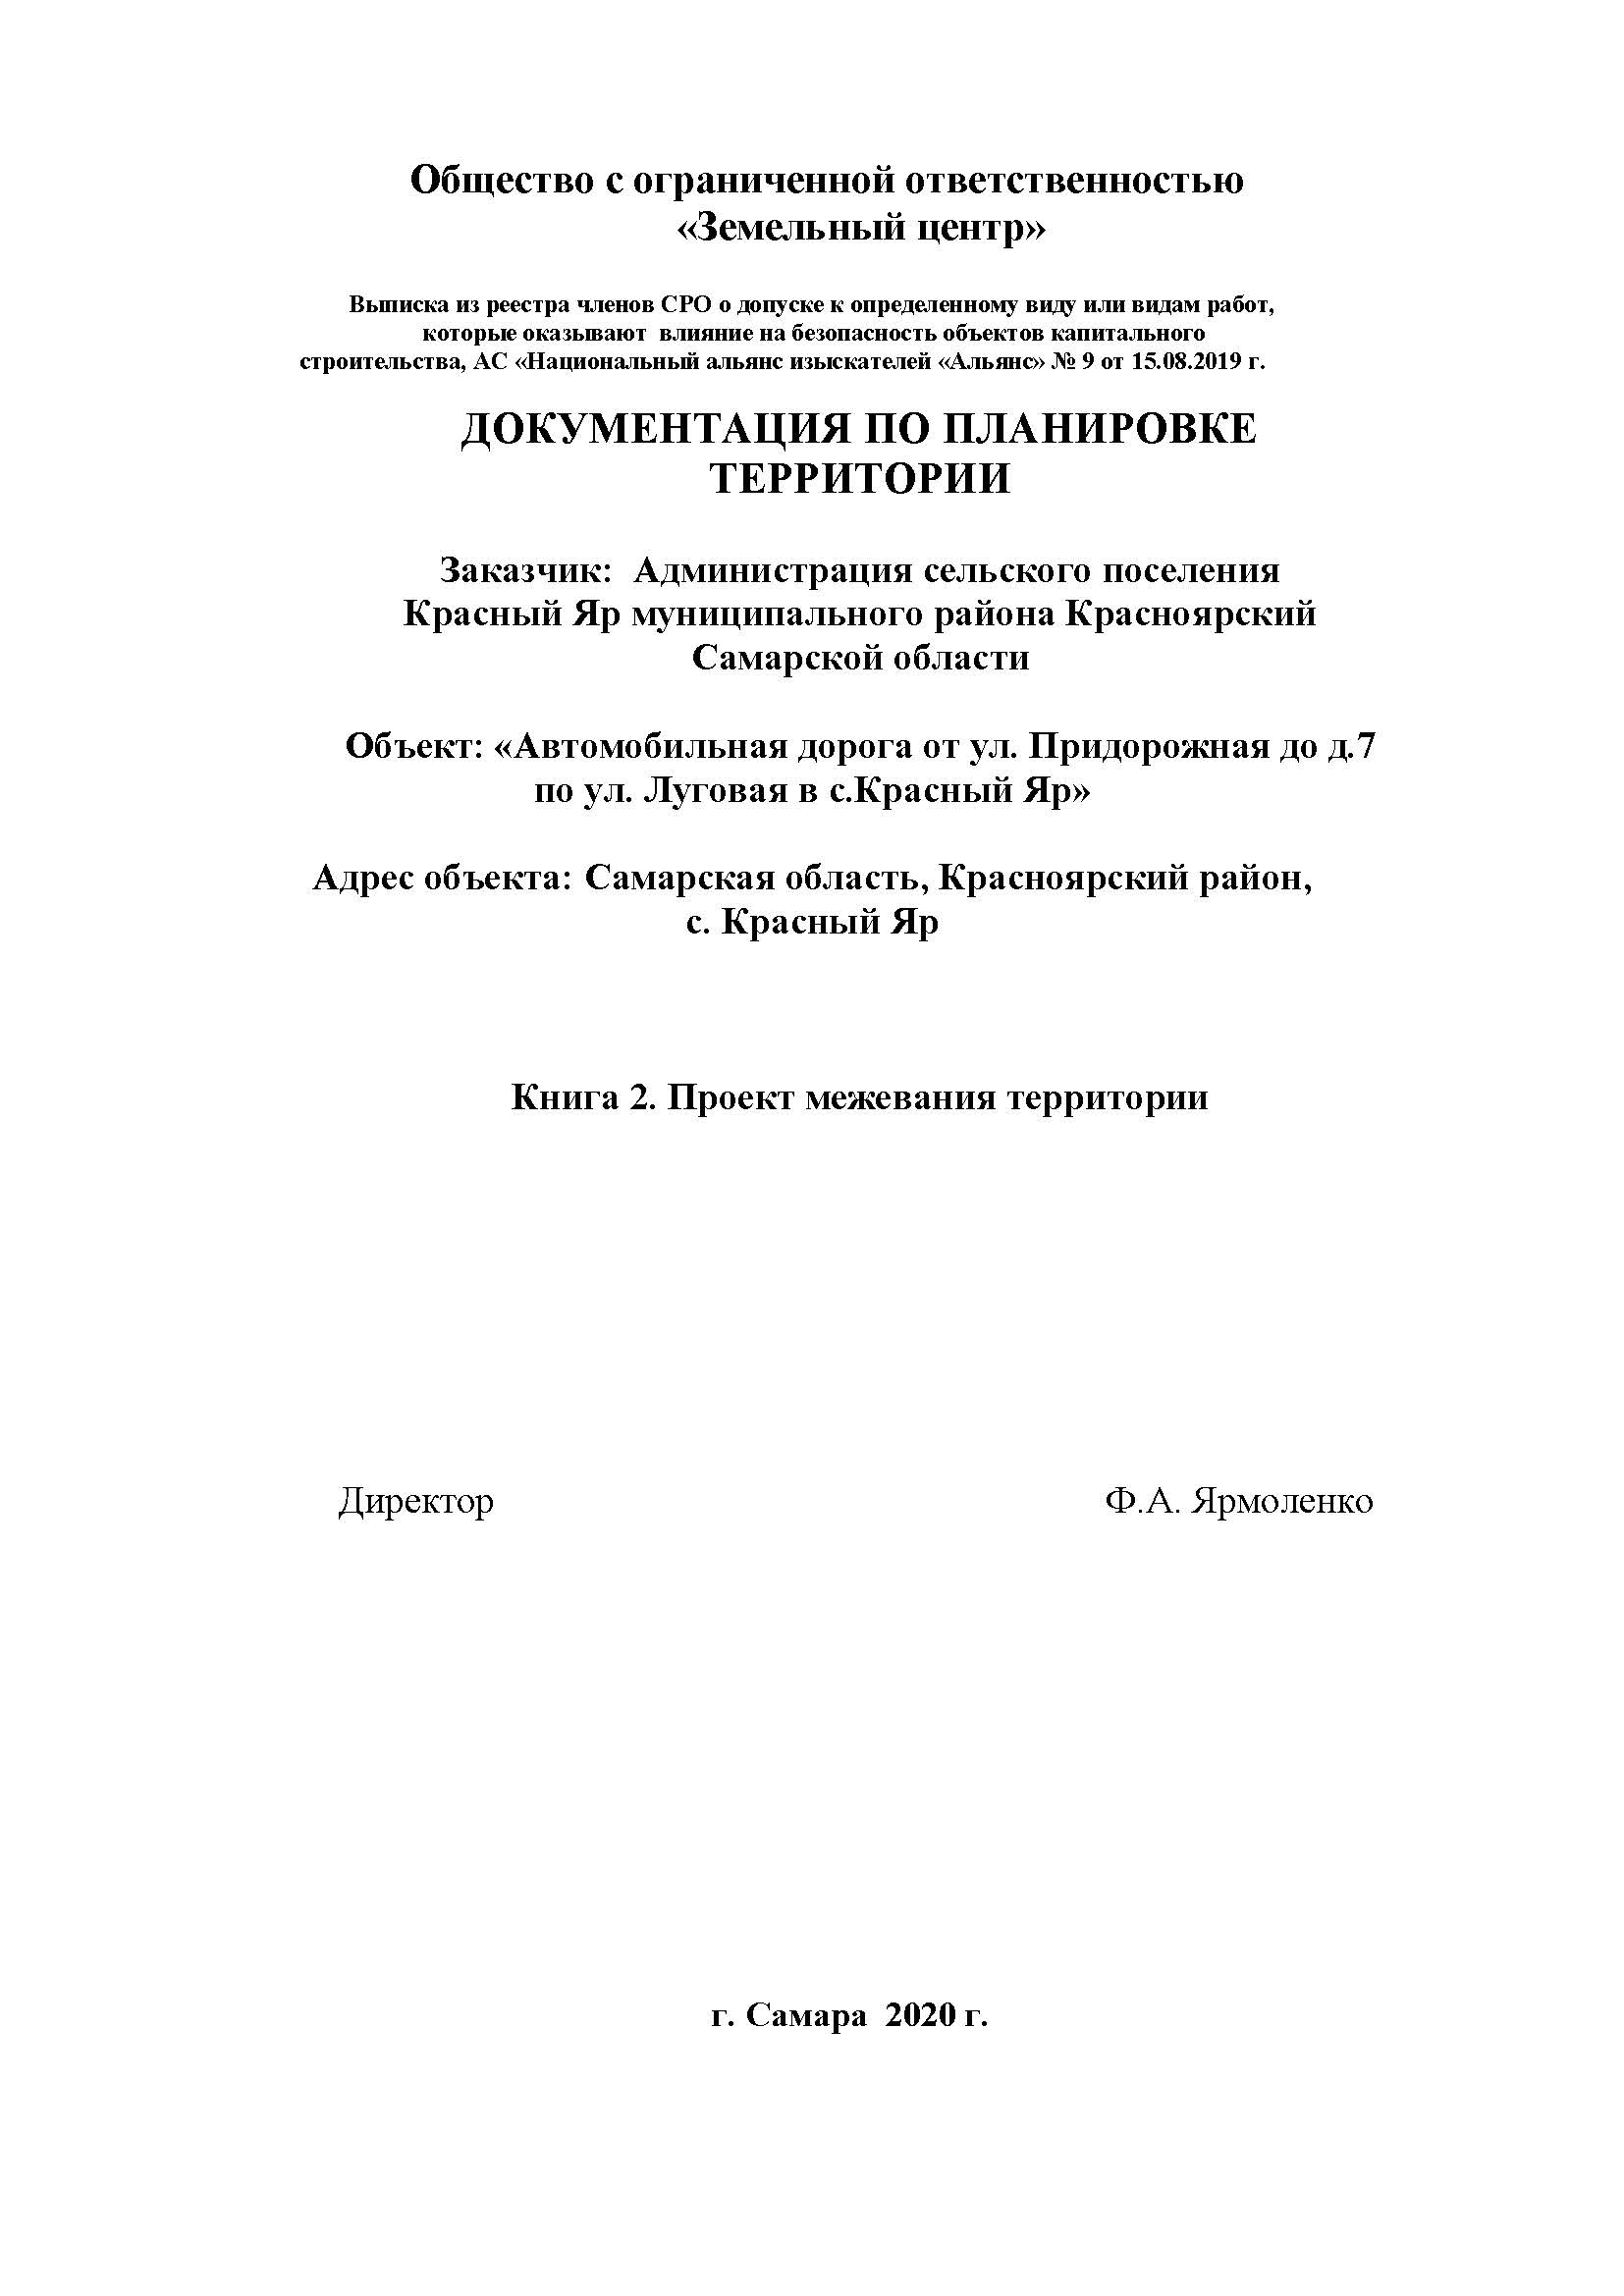 Общество с ограниченной ответственностью
«Земельный центр»
Выписка из реестра членов СРО о допуске к определенному виду или видам работ,
которые оказывают влияние на безопасность объектов капитального
строительства, АС «Национальный альянс изыскателей «Альянс» № 9 от 15.08.2019 г.
ДОКУМЕНТАЦИЯ ПО ПЛАНИРОВКЕ
ТЕРРИТОРИИ
Заказчик: Администрация сельского поселения
Красный Яр муниципального района Красноярский
Самарской области
Объект: «Автомобильная дорога от ул. Придорожная до д.7
по ул. Луговая в с.Красный Яр»
Адрес объекта: Самарская область, Красноярский район,
с. Красный Яр
Книга 2. Проект межевания территории
Директор Ф.А. Ярмоленко
г. Самара 2020 г.